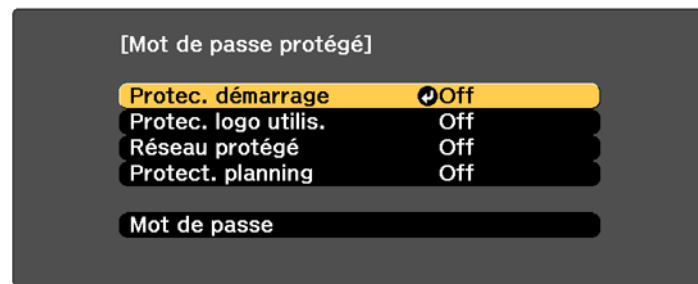 [Mot de passe protégé]
Protec. démarrage Off
Protec. logo utilis. Off
Réseau protégé Off
Protect. planning Off
Mot de passe